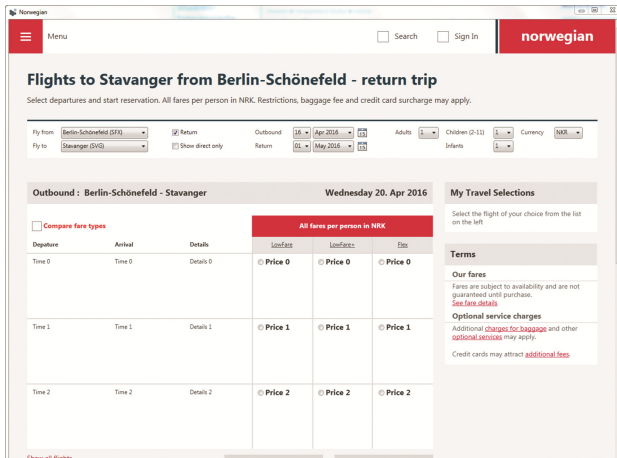 Norwegian
Menu
Search
Sign In
norwegian
Flights to Stavanger from Berlin-Schönefeld - return trip
Select departures and start reservation. All fares per person in NRK. Restrictions, baggage fee and credit card surcharge may apply.
Fly from Berlin-Schönefeld (SFX) Return Outbound 16 Apr 2016 15 Adults 1 Children (2-11) 1 Currency NKR
Fly to Stavanger (SVG) Show direct only Return 01 May 2016 15 Infants 1
Outbound : Berlin-Schönefeld - Stavanger Wednesday 20. Apr 2016
Compare fare types All fares per person in NRK
Depature Arrival Details LowFare LowFare+ Flex
Time 0 Time 0 Details 0 Price 0 Price 0 Price 0
Time 1 Time 1 Details 1 Price 1 Price 1 Price 1
Time 2 Time 2 Details 2 Price 2 Price 2 Price 2
Show all flights
My Travel Selections
Select the flight of your choice from the list
on the left
Terms
Our fares
Fares are subject to availability and are not
guaranteed until purchase.
See fare details
Optional service charges
Additional charges for baggage and other
optional services may apply.
Credit cards may attract additional fees.